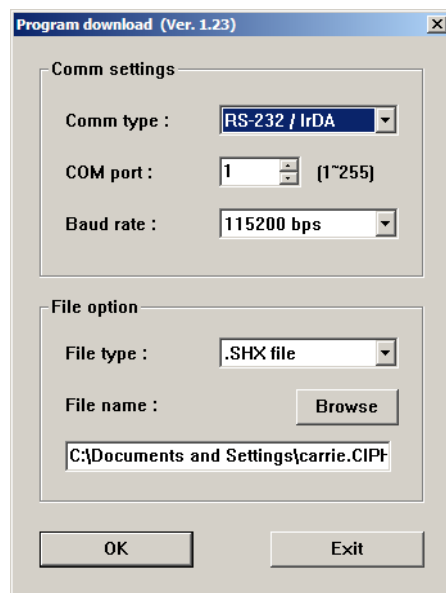 Program download (Ver. 1.23)
Comm settings
Comm type : RS-232 / IrDA
COM port : 1 (1~255)
Baud rate : 115200 bps
File option
File type : .SHX file
File name : Browse
C:\Documents and Settings\carrie.CIPH
OK Exit